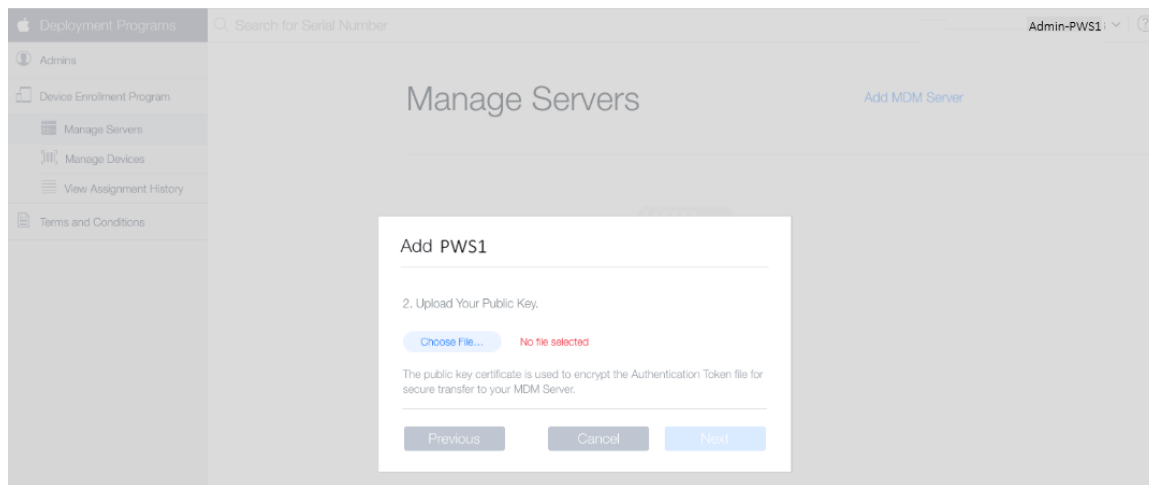 Deployment Programs
Search for Serial Number
Admin-PWS1
Admins
Device Enrollment Program
Manage Servers
Manage Devices
View Assignment History
Terms and Conditions
Manage Servers
Add MDM Server
Add PWS1
2. Upload Your Public Key.
Choose File...
No file selected
The public key certificate is used to encrypt the Authentication Token file for
secure transfer to your MDM Server.
Previous
Cancel
Next